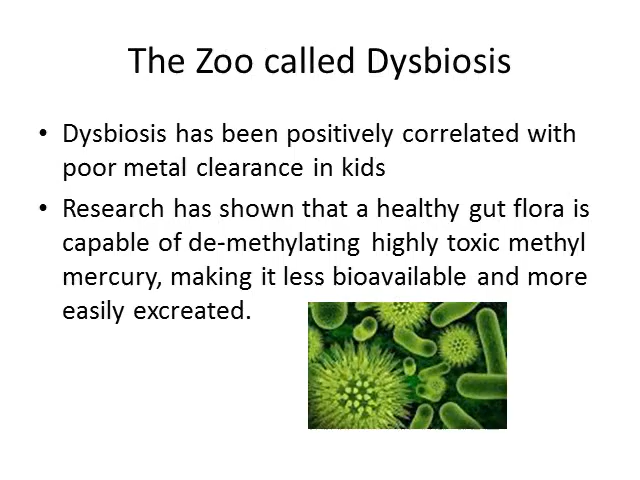 The Zoo called Dysbiosis
• Dysbiosis has been positively correlated with
poor metal clearance in kids
• Research has shown that a healthy gut flora is
capable of de-methylating highly toxic methyl
mercury, making it less bioavailable and more
easily excreated.